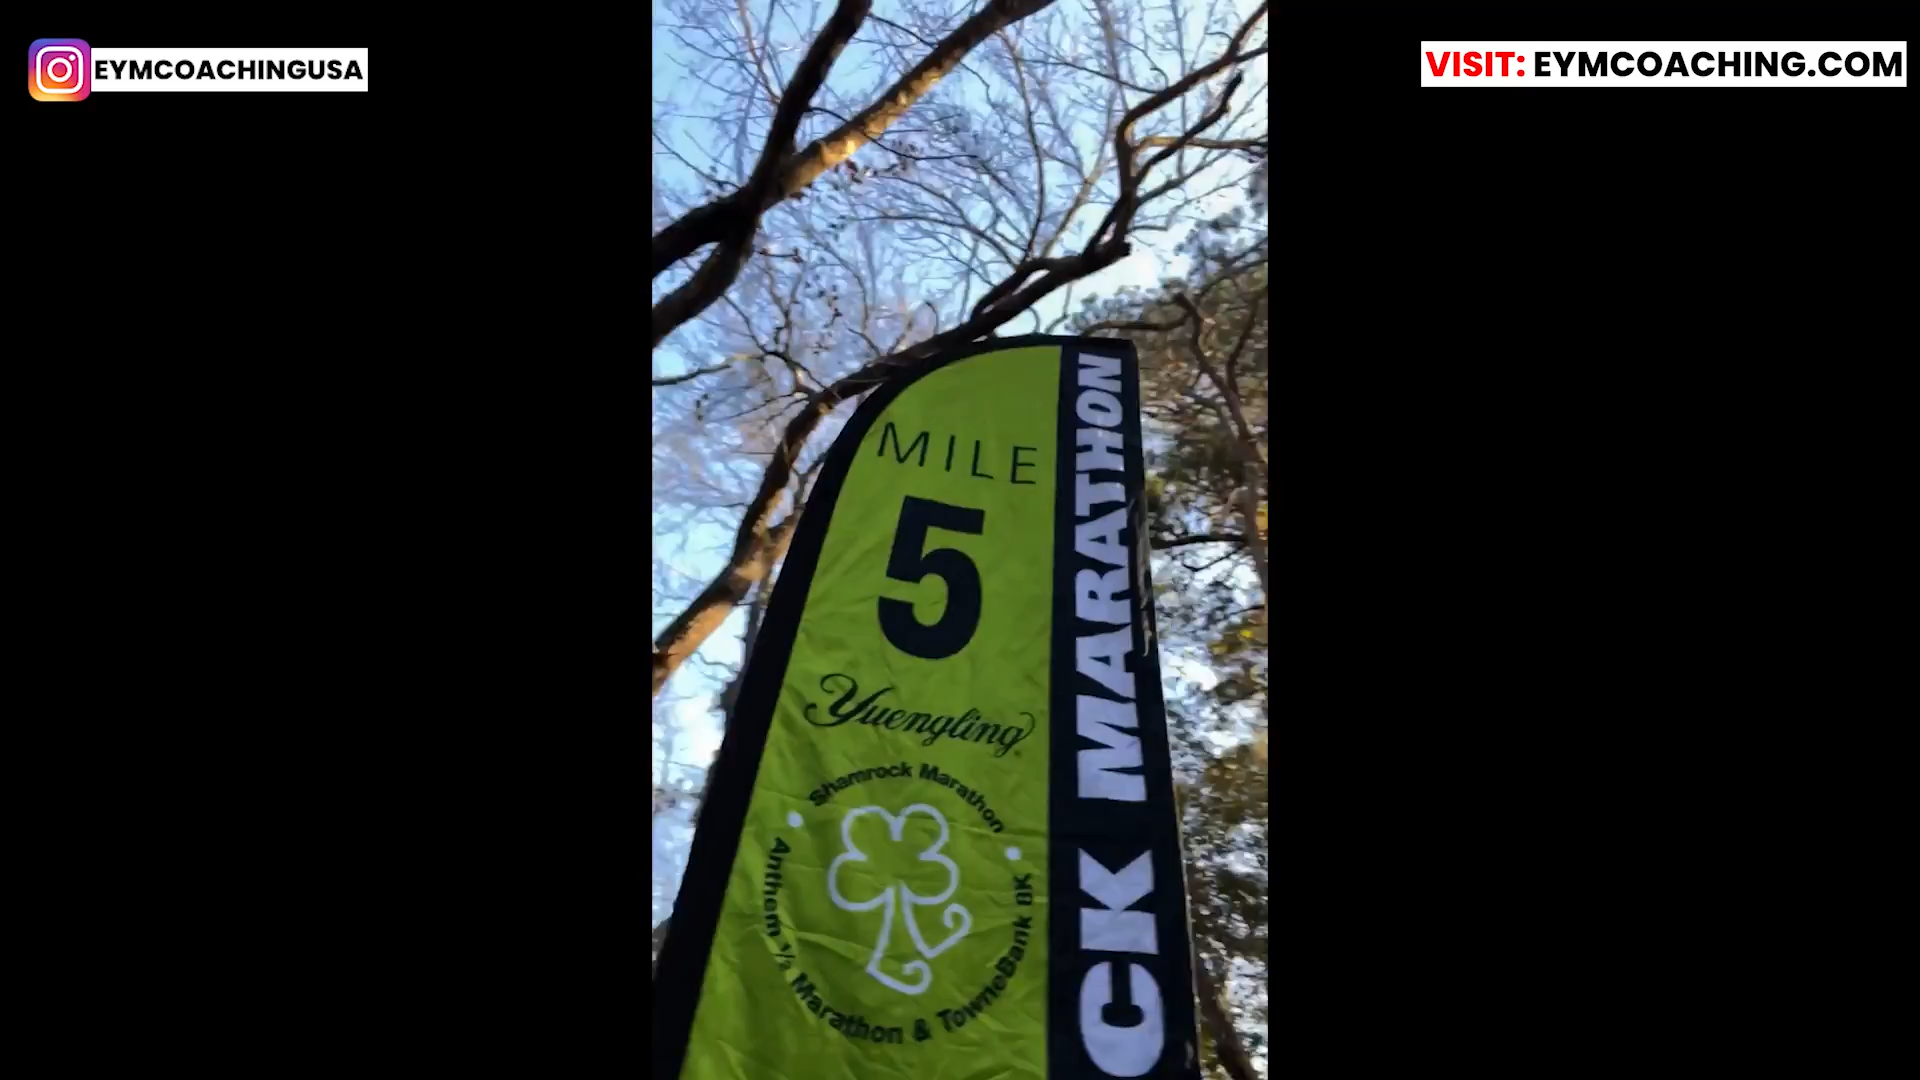 EYMCOACHINGUSA
VISIT: EYMCOACHING.COM
MILE
5
Yuengling
Shamrock Marathon
Anthem 1/2 Marathon & TowneBank 8K
CK MARATHON